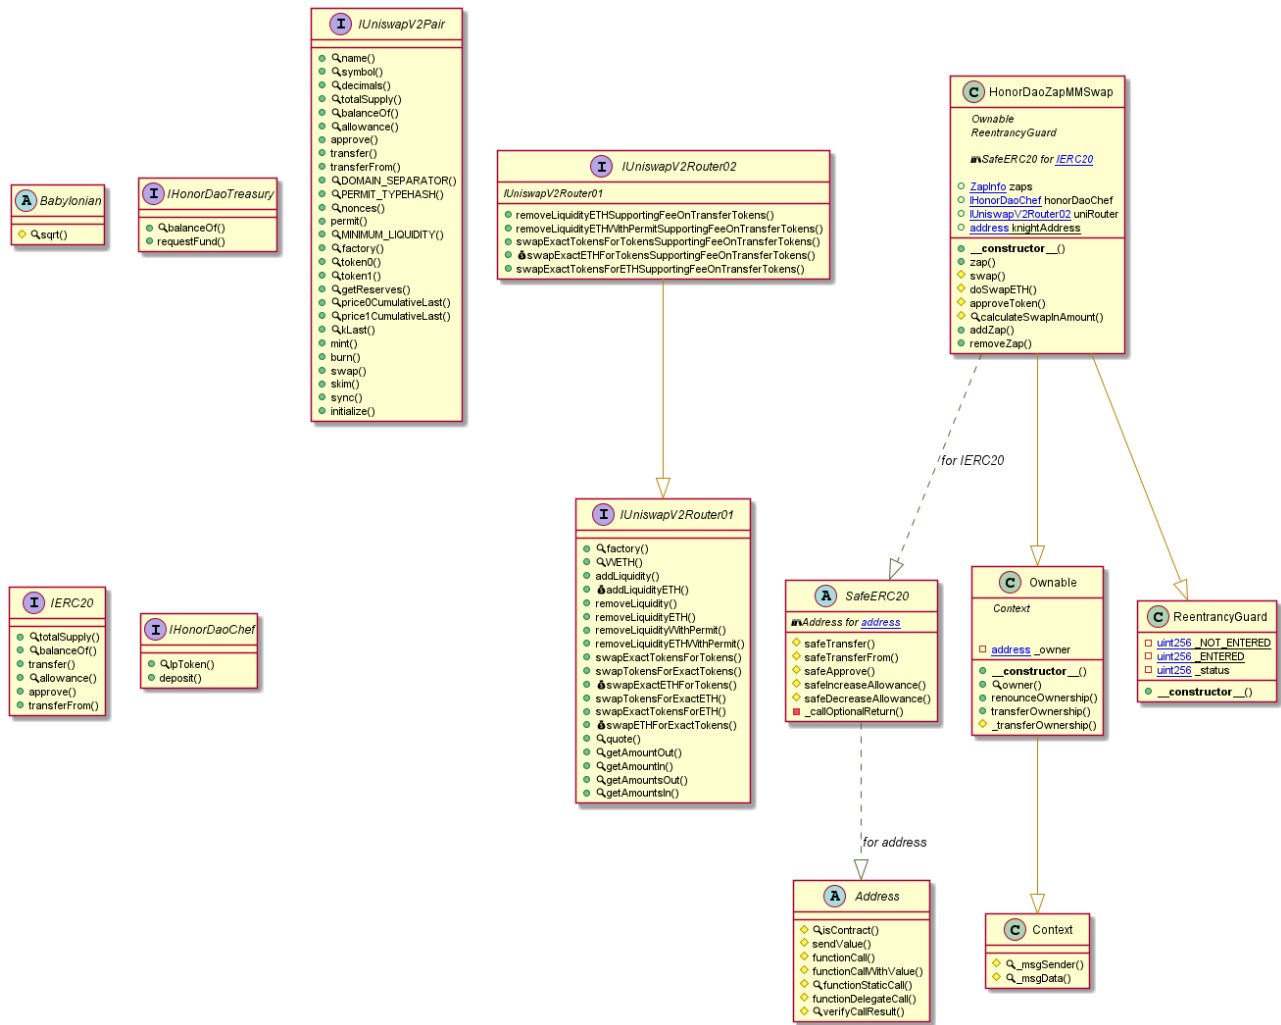 I IUniswapV2Pair
name()
symbol()
decimals()
totalSupply()
balanceOf()
allowance()
approve()
transfer()
transferFrom()
DOMAIN_SEPARATOR()
PERMIT_TYPEHASH()
nonces()
permit()
MINIMUM_LIQUIDITY()
factory()
token0()
token1()
getReserves()
price0CumulativeLast()
price1CumulativeLast()
kLast()
mint()
burn()
swap()
skim()
sync()
initialize()
A Babylonian
sqrt()
I IHonorDaoTreasury
balanceOf()
requestFund()
I IUniswapV2Router02
IUniswapV2Router01
removeLiquidityETHSupportingFeeOnTransferTokens()
removeLiquidityETHWithPermitSupportingFeeOnTransferTokens()
swapExactTokensForTokensSupportingFeeOnTransferTokens()
swapExactETHForTokensSupportingFeeOnTransferTokens()
swapExactTokensForETHSupportingFeeOnTransferTokens()
C HonorDaoZapMMSwap
Ownable
ReentrancyGuard
SafeERC20 for IERC20
ZapInfo zaps
IHonorDaoChef honorDaoChef
IUniswapV2Router02 uniRouter
address knightAddress
__constructor__()
zap()
swap()
doSwapETH()
approveToken()
calculateSwapInAmount()
addZap()
removeZap()
for IERC20
I IERC20
totalSupply()
balanceOf()
transfer()
allowance()
approve()
transferFrom()
I IHonorDaoChef
lpToken()
deposit()
I IUniswapV2Router01
factory()
WETH()
addLiquidity()
addLiquidityETH()
removeLiquidity()
removeLiquidityETH()
removeLiquidityWithPermit()
removeLiquidityETHWithPermit()
swapExactTokensForTokens()
swapTokensForExactTokens()
swapExactETHForTokens()
swapTokensForExactETH()
swapExactTokensForETH()
swapETHForExactTokens()
quote()
getAmountOut()
getAmountIn()
getAmountsOut()
getAmountsIn()
A SafeERC20
Address for address
safeTransfer()
safeTransferFrom()
safeApprove()
safeIncreaseAllowance()
safeDecreaseAllowance()
_callOptionalReturn()
C Ownable
Context
address _owner
__constructor__()
owner()
renounceOwnership()
transferOwnership()
_transferOwnership()
C ReentrancyGuard
uint256 _NOT_ENTERED
uint256 _ENTERED
uint256 _status
__constructor__()
for address
A Address
isContract()
sendValue()
functionCall()
functionCallWithValue()
functionStaticCall()
functionDelegateCall()
verifyCallResult()
C Context
_msgSender()
_msgData()